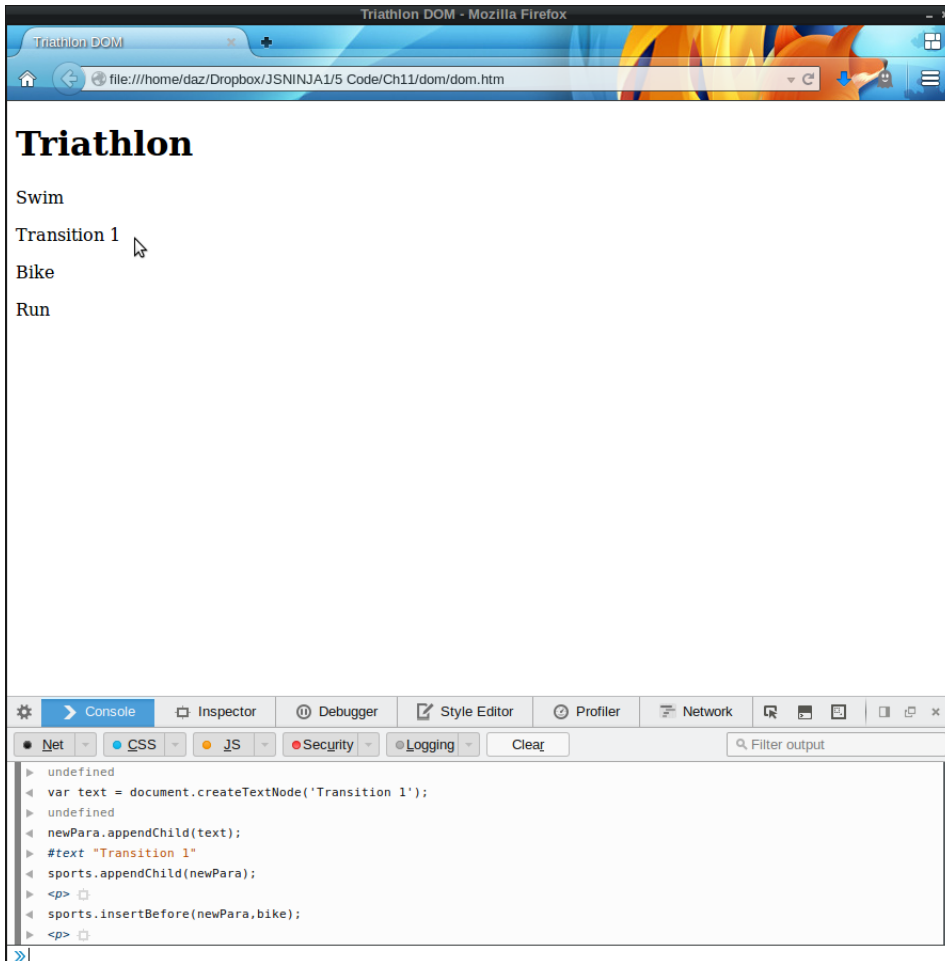 Triathlon DOM - Mozilla Firefox
Triathlon DOM
file:///home/daz/Dropbox/JSNINJA1/5 Code/Ch11/dom/dom.htm
Triathlon
Swim
Transition 1
Bike
Run
Console Inspector Debugger Style Editor Profiler Network
Net CSS JS Security Logging Clear Filter output
undefined
var text = document.createTextNode('Transition 1');
undefined
newPara.appendChild(text);
#text "Transition 1"
sports.appendChild(newPara);
<p>
sports.insertBefore(newPara,bike);
<p>